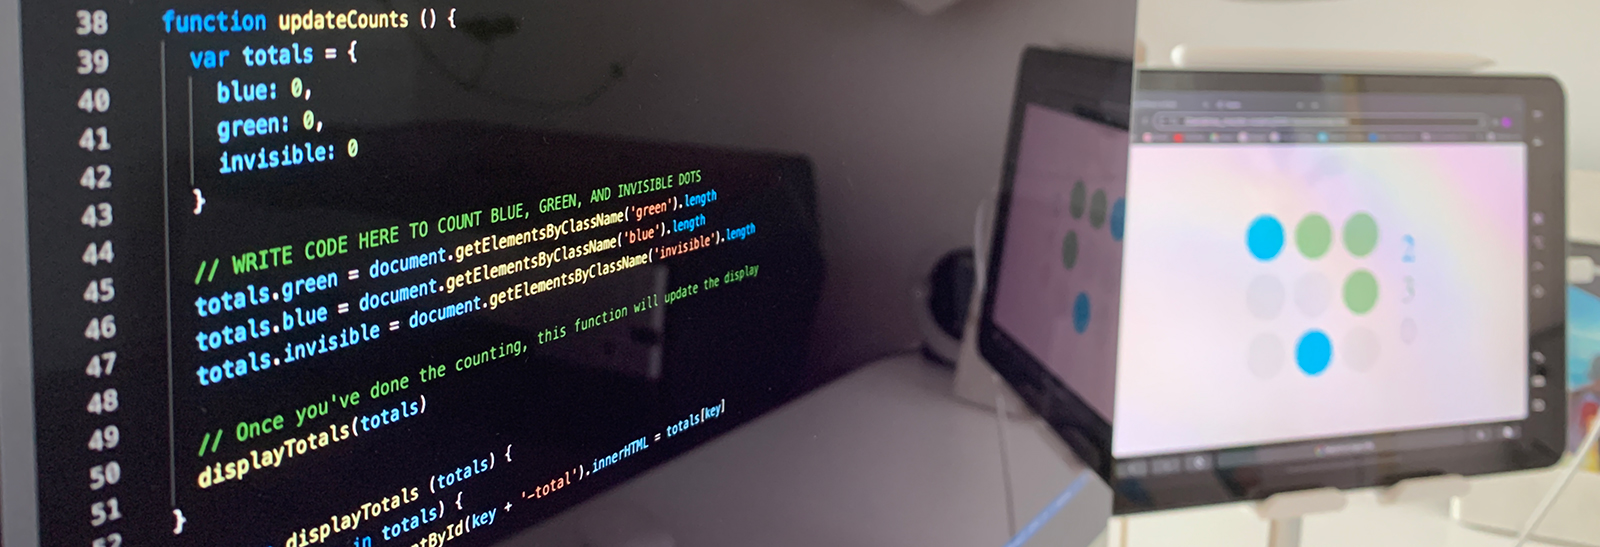 38 function updateCounts () {
39 var totals = {
40 blue: 0,
41 green: 0,
42 invisible: 0
43 }
44 // WRITE CODE HERE TO COUNT BLUE, GREEN, AND INVISIBLE DOTS
45 totals.green = document.getElementsByClassName('green').length
46 totals.blue = document.getElementsByClassName('blue').length
47 totals.invisible = document.getElementsByClassName('invisible').length
48
49 // Once you've done the counting, this function will update the display
50 displayTotals(totals)
51 }
52
displayTotals (totals) {
in totals) {
ntById(key + '-total').innerHTML = totals[key]
2
3